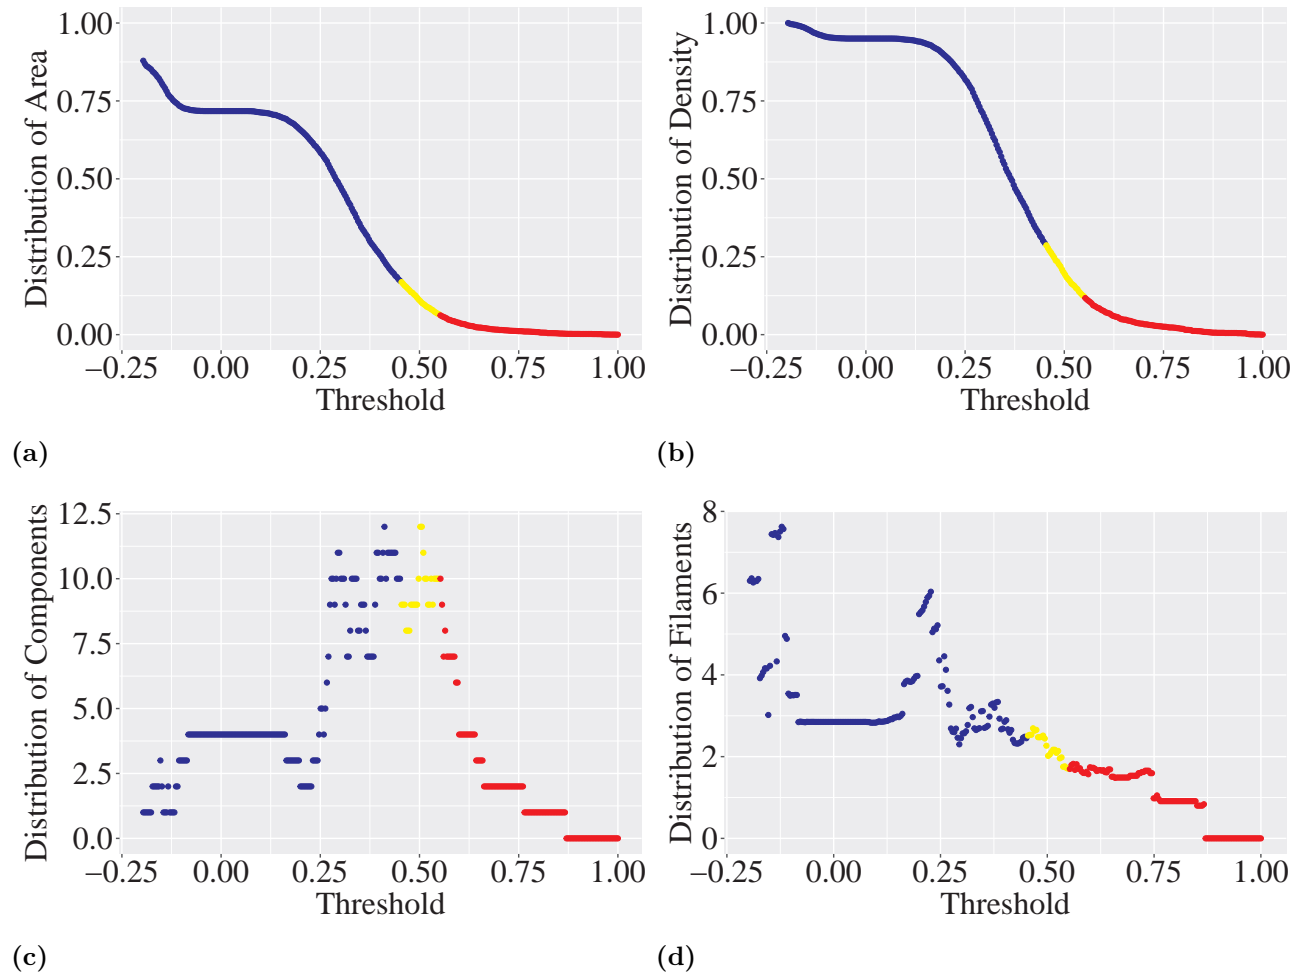 1.00
0.75
0.50
0.25
0.00
Distribution of Area
−0.25 0.00 0.25 0.50 0.75 1.00
Threshold
(a)
1.00
0.75
0.50
0.25
0.00
Distribution of Density
−0.25 0.00 0.25 0.50 0.75 1.00
Threshold
(b)
12.5
10.0
7.5
5.0
2.5
0.0
Distribution of Components
−0.25 0.00 0.25 0.50 0.75 1.00
Threshold
(c)
8
6
4
2
0
Distribution of Filaments
−0.25 0.00 0.25 0.50 0.75 1.00
Threshold
(d)